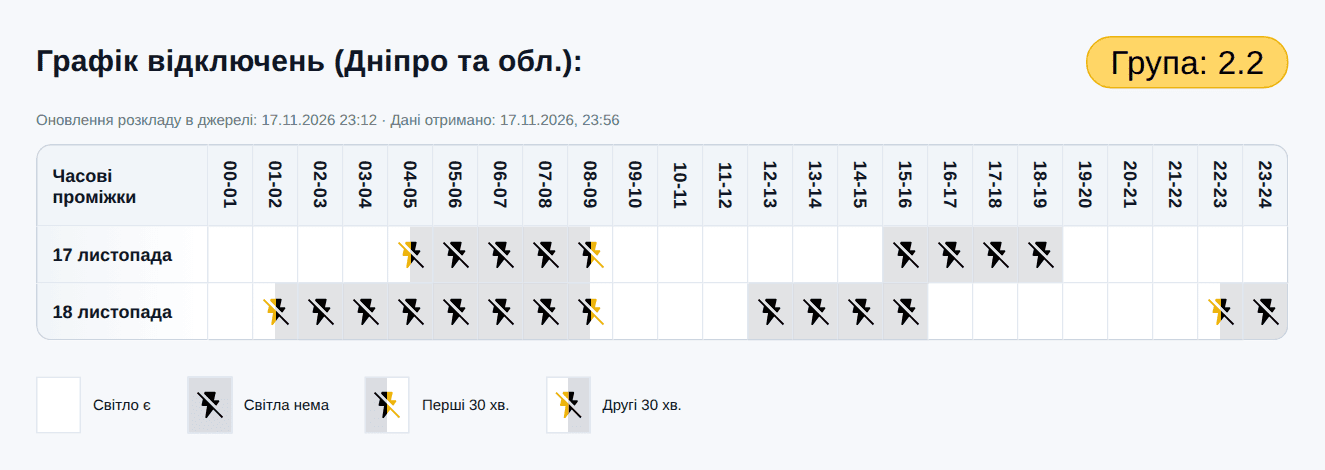 Графік відключень (Дніпро та обл.):
Група: 2.2
Оновлення розкладу в джерелі: 17.11.2026 23:12 · Дані отримано: 17.11.2026, 23:56
Часові
проміжки
00-01
01-02
02-03
03-04
04-05
05-06
06-07
07-08
08-09
09-10
10-11
11-12
12-13
13-14
14-15
15-16
16-17
17-18
18-19
19-20
20-21
21-22
22-23
23-24
17 листопада
18 листопада
Світло є
Світла нема
Перші 30 хв.
Другі 30 хв.